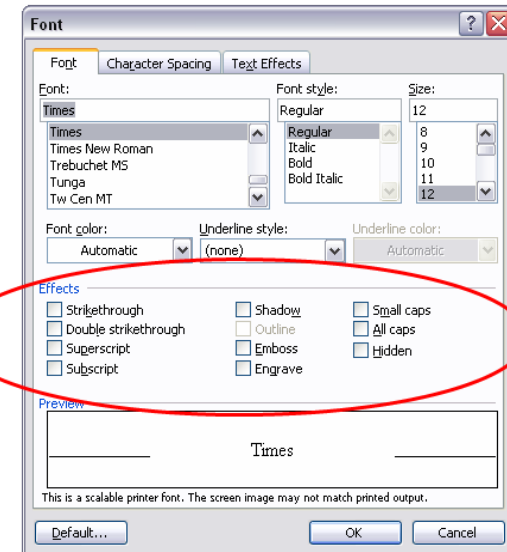 Font
Font Character Spacing Text Effects
Font: Font style: Size:
Times Regular 12
Times Regular 8
Times New Roman Italic 9
Trebuchet MS Bold 10
Tunga Bold Italic 11
Tw Cen MT 12
Font color: Underline style: Underline color:
Automatic (none) Automatic
Effects
Strikethrough Shadow Small caps
Double strikethrough Outline All caps
Superscript Emboss Hidden
Subscript Engrave
Preview
Times
This is a scalable printer font. The screen image may not match printed output.
Default... OK Cancel